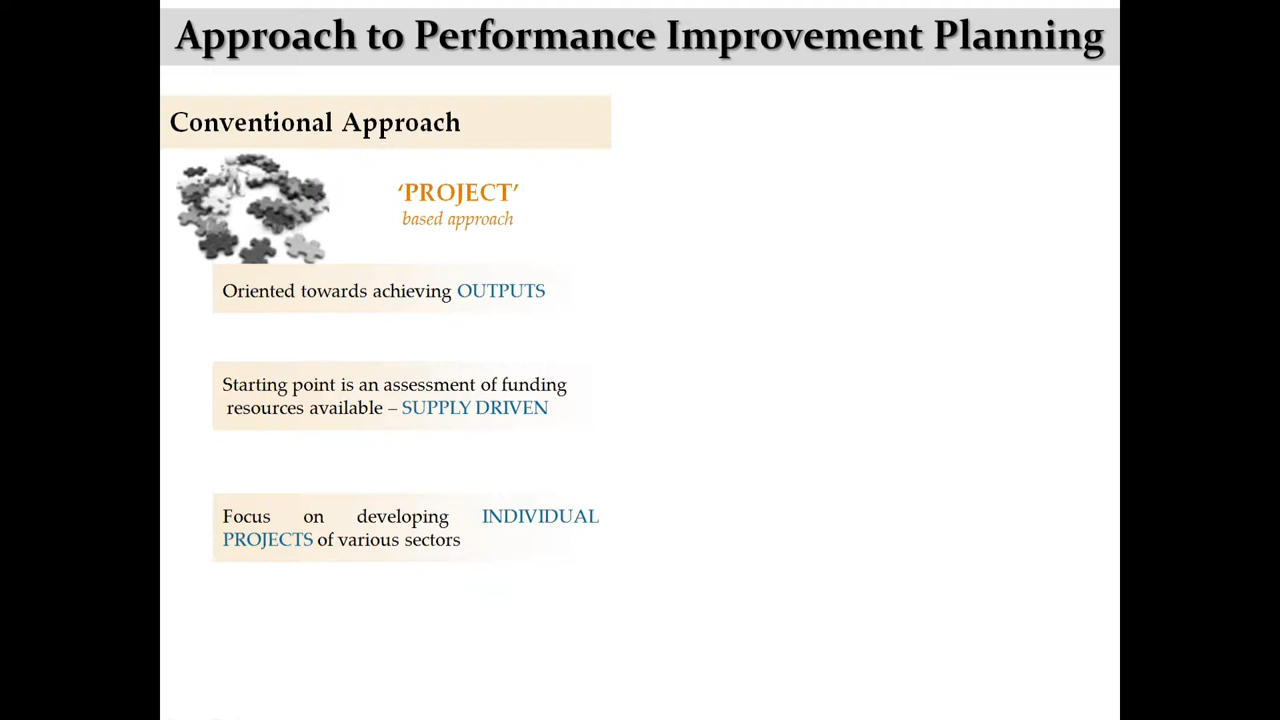 Approach to Performance Improvement Planning
Conventional Approach
‘PROJECT’
based approach
Oriented towards achieving OUTPUTS
Starting point is an assessment of funding
resources available – SUPPLY DRIVEN
Focus on developing INDIVIDUAL
PROJECTS of various sectors